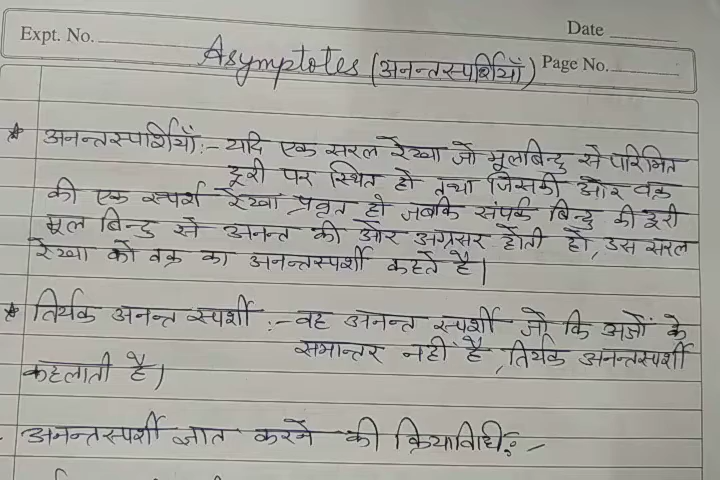 Date
Expt. No.
Asymptotes (अनन्तस्पर्शियाँ)
Page No.
* अनन्तस्पर्शियाँ:- यदि एक सरल रेखा जो मूलबिन्दु से परिमित
दूरी पर स्थित हो तथा जिसकी ओर वक्र
की एक स्पर्श रेखा प्रवृत हो जबकि संपर्क बिन्दु की दूरी
मूल बिन्दु से अनन्त की ओर अग्रसर होती हो, उस सरल
रेखा को वक्र का अनन्तस्पर्शी कहते है।
* तिर्यक अनन्त स्पर्शी :- वह अनन्त स्पर्शी जो कि अक्षों के
समान्तर नहीं है, तिर्यक अनन्तस्पर्शी
कहलाती है।
अनन्तस्पर्शी ज्ञात करने की क्रियाविधि:-